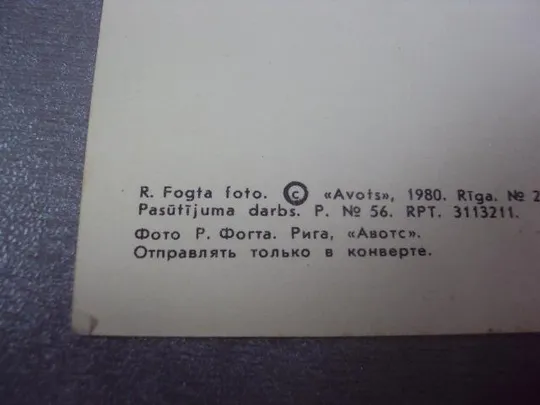 R. Fogta foto. © «Avots», 1980. Rīga. № 2
Pasūtījuma darbs. P. № 56. RPT. 3113211.
Фото Р. Фогта. Рига, «Авотс».
Отправлять только в конверте.